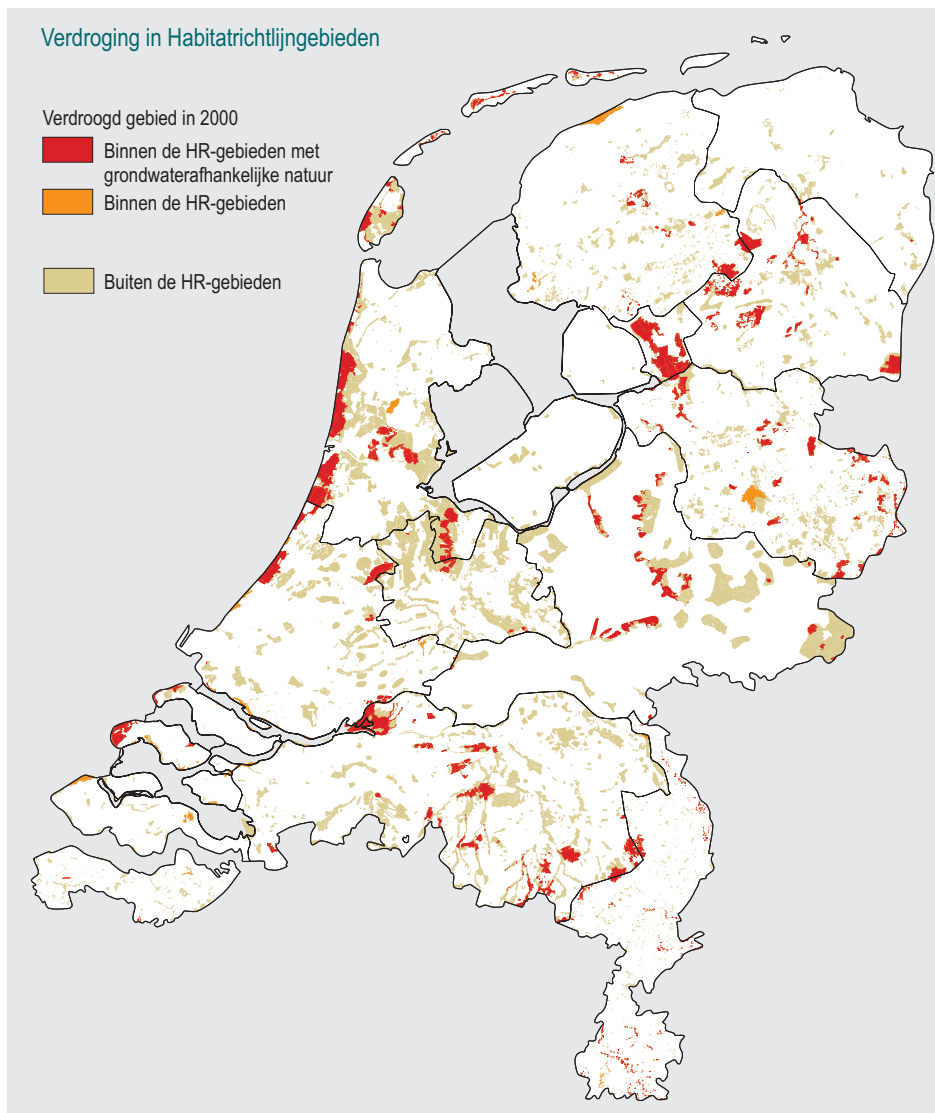 Verdroging in Habitatrichtlijngebieden
Verdroogd gebied in 2000
Binnen de HR-gebieden met
grondwaterafhankelijke natuur
Binnen de HR-gebieden
Buiten de HR-gebieden